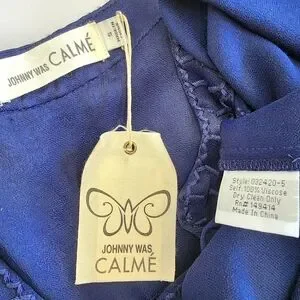 JOHNNY WAS CALMÉ
S
JOHNNY WAS
CALMÉ
Style: 032420-5
Self: 100% Viscose
Dry Clean Only
Rn# 149414
Made In China